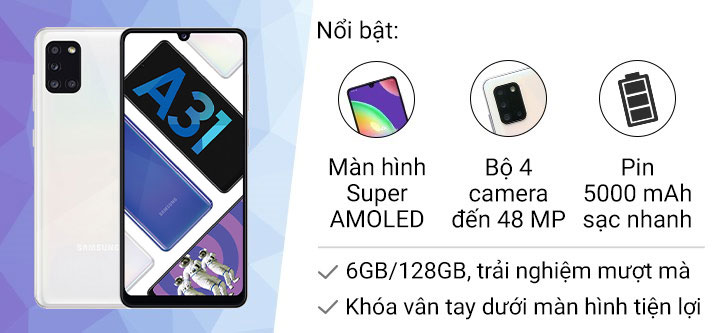 Nổi bật:
A31
SAMSUNG
SAMSUNG
Màn hình
Super
AMOLED
Bộ 4
camera
đến 48 MP
Pin
5000 mAh
sạc nhanh
6GB/128GB, trải nghiệm mượt mà
Khóa vân tay dưới màn hình tiện lợi